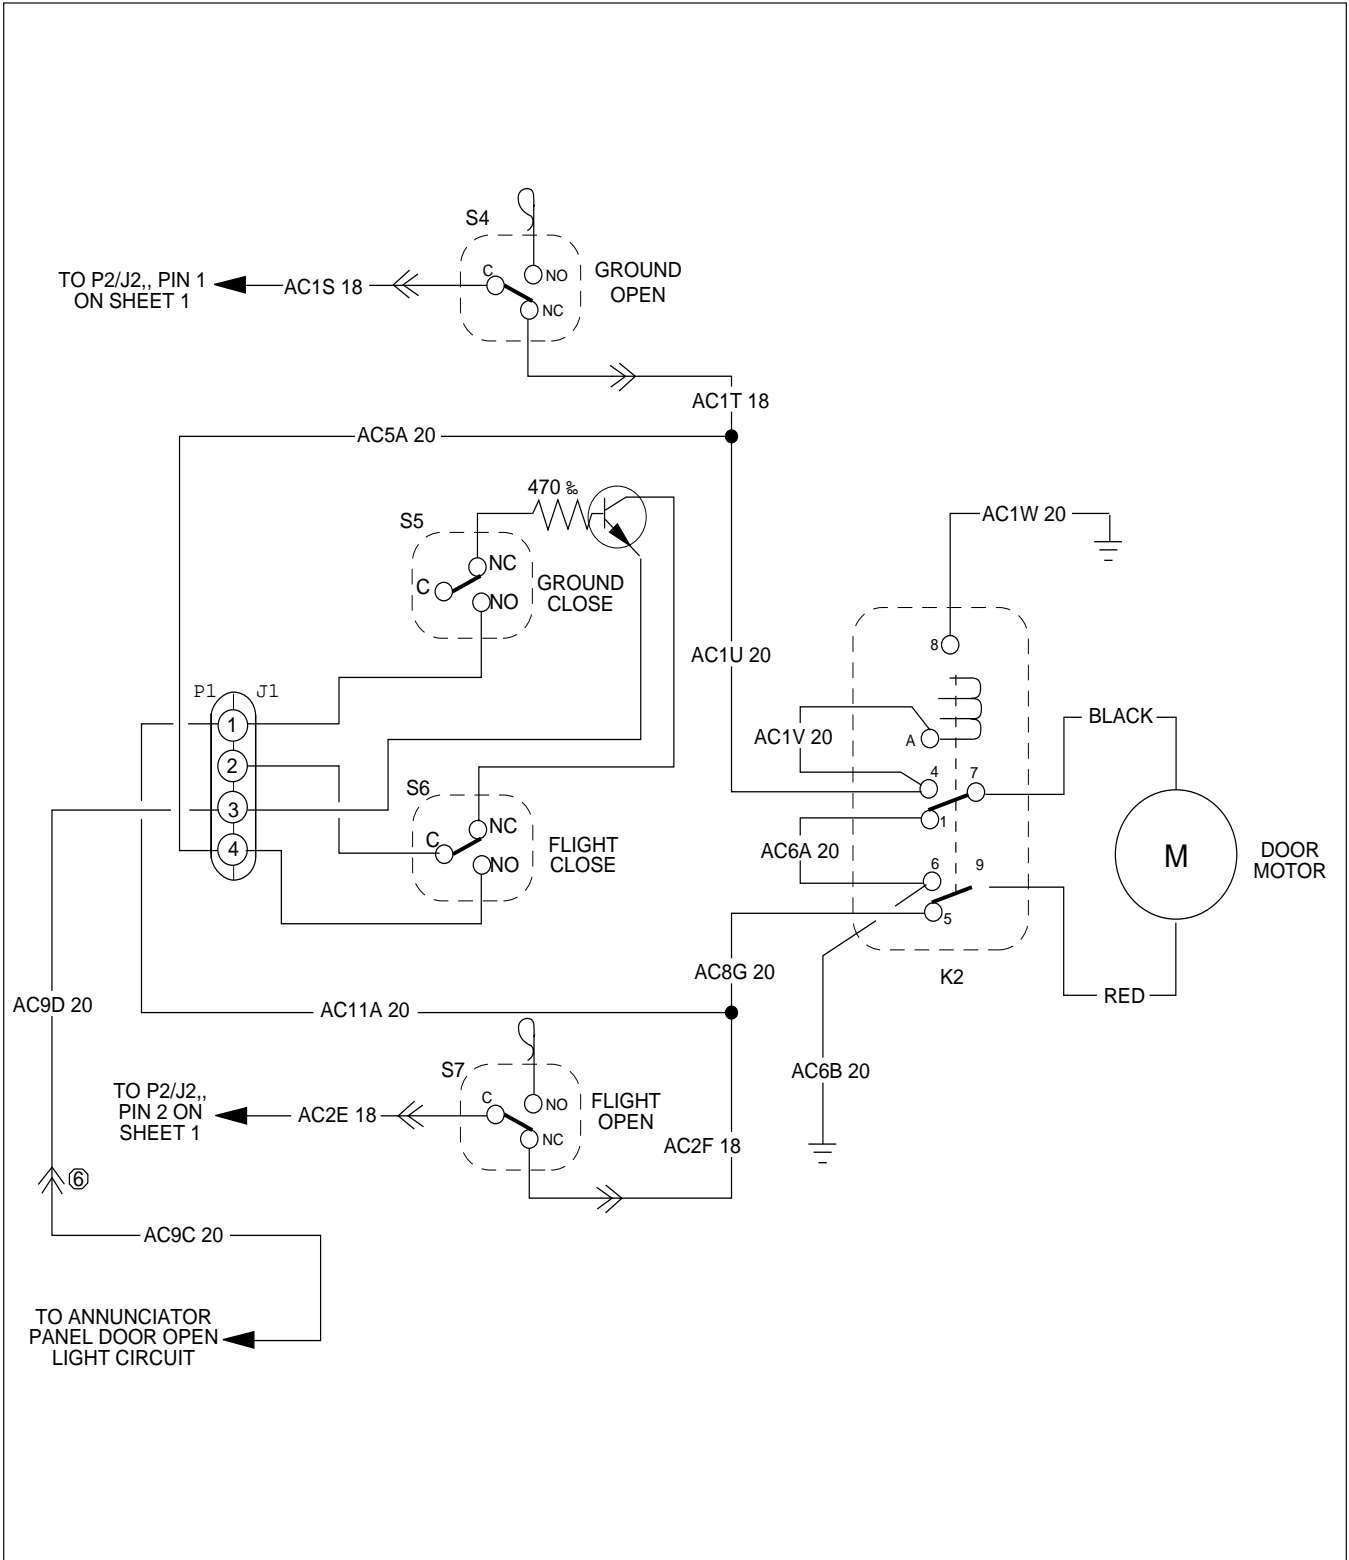 S4
C
NO
NC
GROUND
OPEN
TO P2/J2,, PIN 1
ON SHEET 1
AC1S 18
AC1T 18
AC5A 20
470 ‰
S5
NC
C
NO
GROUND
CLOSE
AC1W 20
8
AC1U 20
P1 J1
1
2
3
4
AC1V 20
A
BLACK
4
7
1
S6
NC
C
NO
FLIGHT
CLOSE
AC6A 20
6
9
5
M
DOOR
MOTOR
K2
AC8G 20
RED
AC9D 20
AC11A 20
S7
C
NO
NC
FLIGHT
OPEN
AC6B 20
TO P2/J2,,
PIN 2 ON
SHEET 1
AC2E 18
AC2F 18
6
AC9C 20
TO ANNUNCIATOR
PANEL DOOR OPEN
LIGHT CIRCUIT